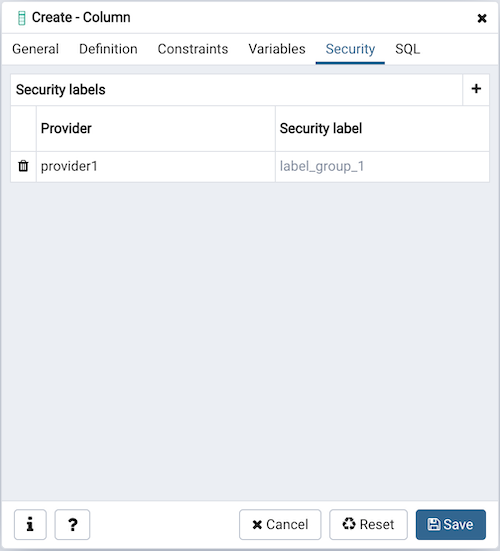 Create - Column
General Definition Constraints Variables Security SQL
Security labels
Provider Security label
provider1 label_group_1
Cancel Reset Save